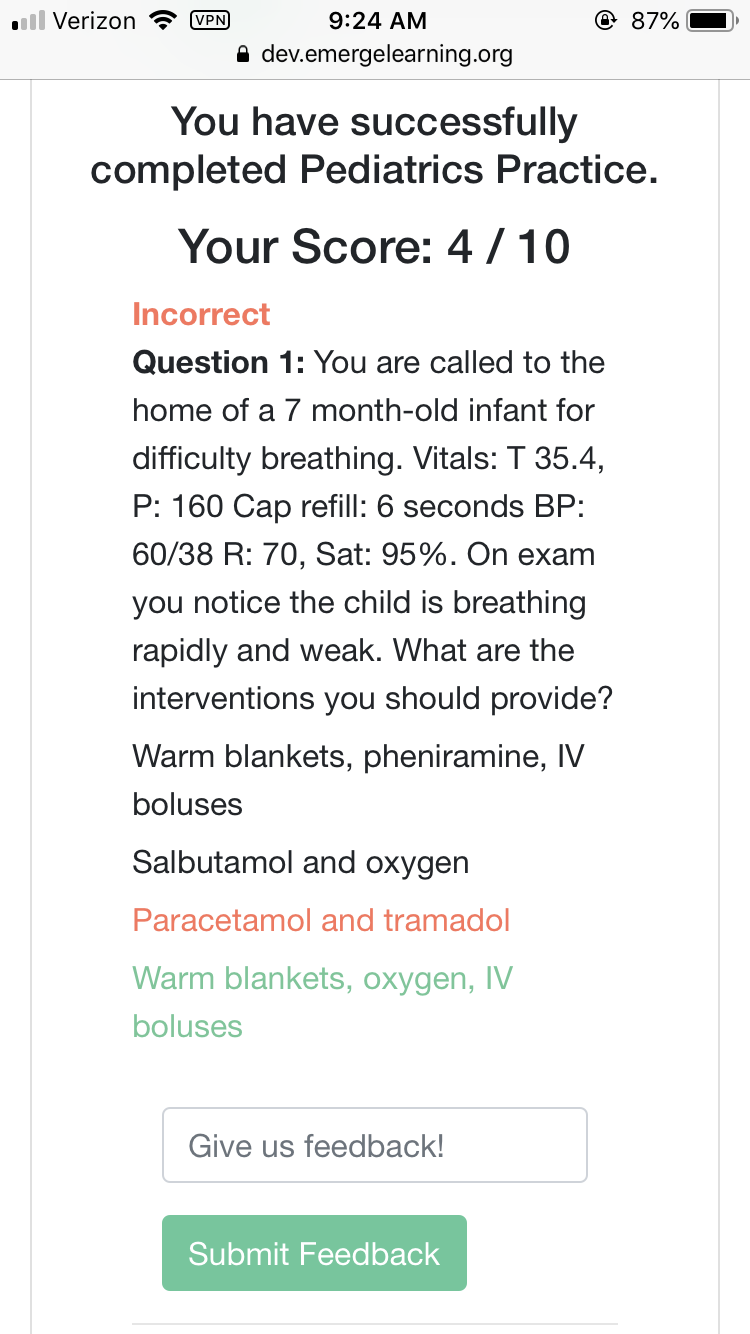 Verizon VPN 9:24 AM 87%
dev.emergelearning.org
You have successfully
completed Pediatrics Practice.
Your Score: 4 / 10
Incorrect
Question 1: You are called to the
home of a 7 month-old infant for
difficulty breathing. Vitals: T 35.4,
P: 160 Cap refill: 6 seconds BP:
60/38 R: 70, Sat: 95%. On exam
you notice the child is breathing
rapidly and weak. What are the
interventions you should provide?
Warm blankets, pheniramine, IV
boluses
Salbutamol and oxygen
Paracetamol and tramadol
Warm blankets, oxygen, IV
boluses
Give us feedback!
Submit Feedback